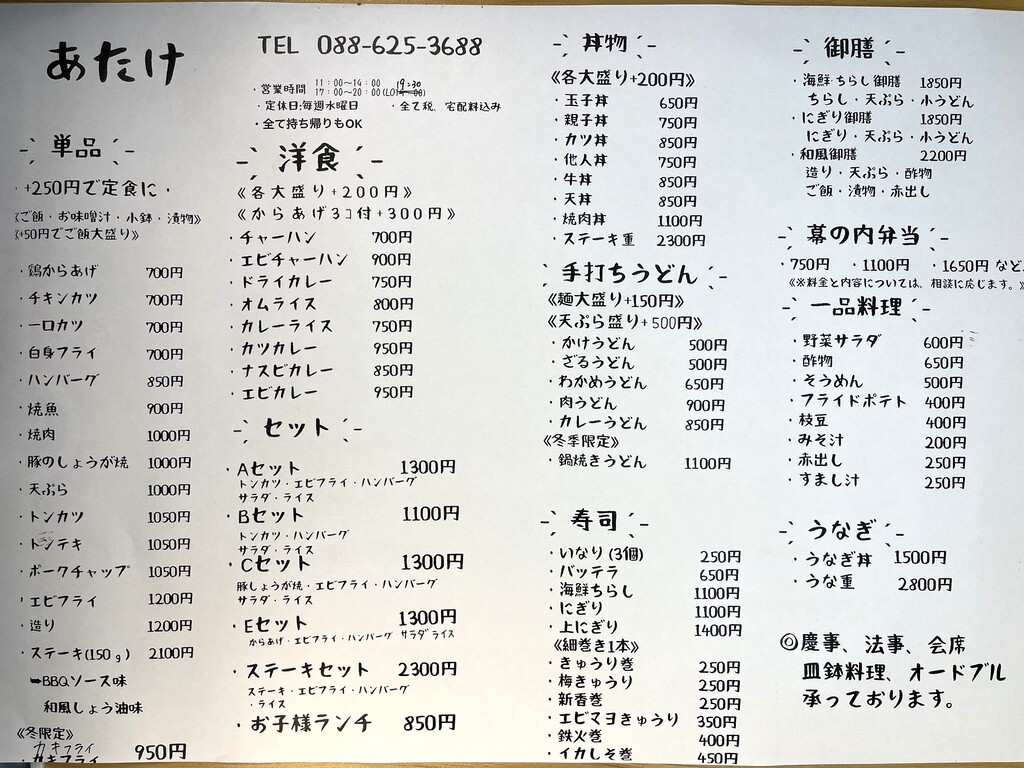 あたけ
TEL 088-625-3688
・営業時間 11:00～14:00
17:00～20:00(LO19:30)
・定休日:毎週水曜日 ・全て税、宅配料込み
・全て持ち帰りもOK
単品
・+250円で定食に・
《ご飯・お味噌汁・小鉢・漬物》
《+50円でご飯大盛り》
・鶏からあげ 700円
・チキンカツ 700円
・一口カツ 700円
・白身フライ 700円
・ハンバーグ 850円
・焼魚 900円
・焼肉 1000円
・豚のしょうが焼 1000円
・天ぷら 1000円
・トンカツ 1050円
・トンテキ 1050円
・ポークチャップ 1050円
・エビフライ 1200円
・造り 1200円
・ステーキ(150g) 2100円
➥BBQソース味
和風しょう油味
《冬限定》
カキフライ
・カキフライ 950円
洋食
《各大盛り+200円》
《からあげ3コ付+300円》
・チャーハン 700円
・エビチャーハン 900円
・ドライカレー 750円
・オムライス 800円
・カレーライス 750円
・カツカレー 950円
・ナスビカレー 850円
・エビカレー 950円
セット
・Aセット 1300円
トンカツ・エビフライ・ハンバーグ
サラダ・ライス
・Bセット 1100円
トンカツ・ハンバーグ
サラダ・ライス
・Cセット 1300円
豚しょうが焼・エビフライ・ハンバーグ
サラダ・ライス
・Eセット 1300円
からあげ・エビフライ・ハンバーグ サラダ ライス
・ステーキセット 2300円
ステーキ・エビフライ・ハンバーグ
・ライス
・お子様ランチ 850円
丼物
《各大盛り+200円》
・玉子丼 650円
・親子丼 750円
・カツ丼 850円
・他人丼 750円
・牛丼 850円
・天丼 850円
・焼肉丼 1100円
・ステーキ重 2300円
手打ちうどん
《麺大盛り+150円》
《天ぷら盛り+500円》
・かけうどん 500円
・ざるうどん 500円
・わかめうどん 650円
・肉うどん 900円
・カレーうどん 850円
《冬季限定》
・鍋焼きうどん 1100円
寿司
・いなり(3個) 250円
・バッテラ 650円
・海鮮ちらし 1100円
・にぎり 1100円
・上にぎり 1400円
《細巻き1本》
・きゅうり巻 250円
・梅きゅうり 250円
・新香巻 250円
・エビマヨきゅうり 350円
・鉄火巻 400円
・イカしそ巻 450円
御膳
・海鮮ちらし御膳 1850円
ちらし・天ぷら・小うどん
・にぎり御膳 1850円
にぎり・天ぷら・小うどん
・和風御膳 2200円
造り・天ぷら・酢物
ご飯・漬物・赤出し
幕の内弁当
・750円 ・1100円 ・1650円 など
《※料金と内容については、相談に応じます。》
一品料理
・野菜サラダ 600円
・酢物 650円
・そうめん 500円
・フライドポテト 400円
・枝豆 400円
・みそ汁 200円
・赤出し 250円
・すまし汁 250円
うなぎ
・うなぎ丼 1500円
・うな重 2800円
◎慶事、法事、会席
皿鉢料理、オードブル
承っております。